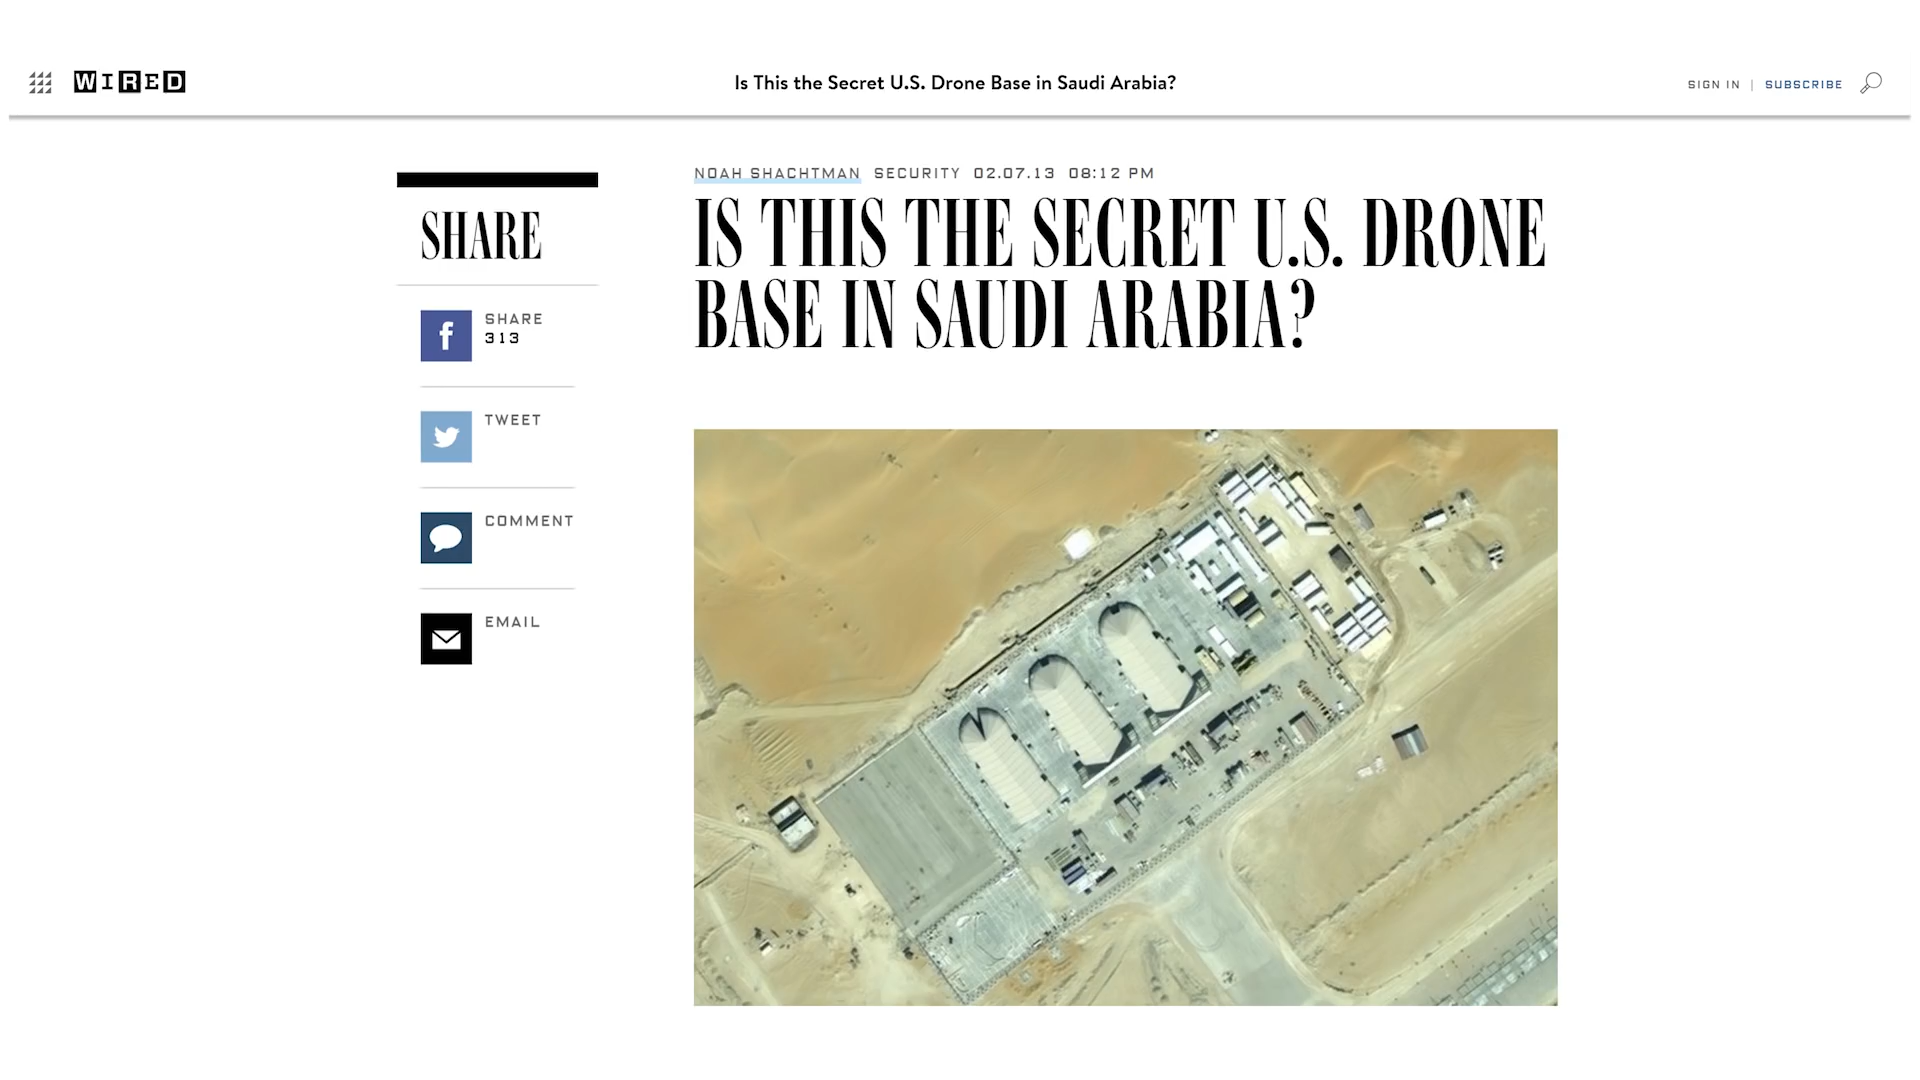 WIRED
Is This the Secret U.S. Drone Base in Saudi Arabia?
SIGN IN | SUBSCRIBE
SHARE
SHARE
313
TWEET
COMMENT
EMAIL
NOAH SHACHTMAN SECURITY 02.07.13 08:12 PM
IS THIS THE SECRET U.S. DRONE
BASE IN SAUDI ARABIA?